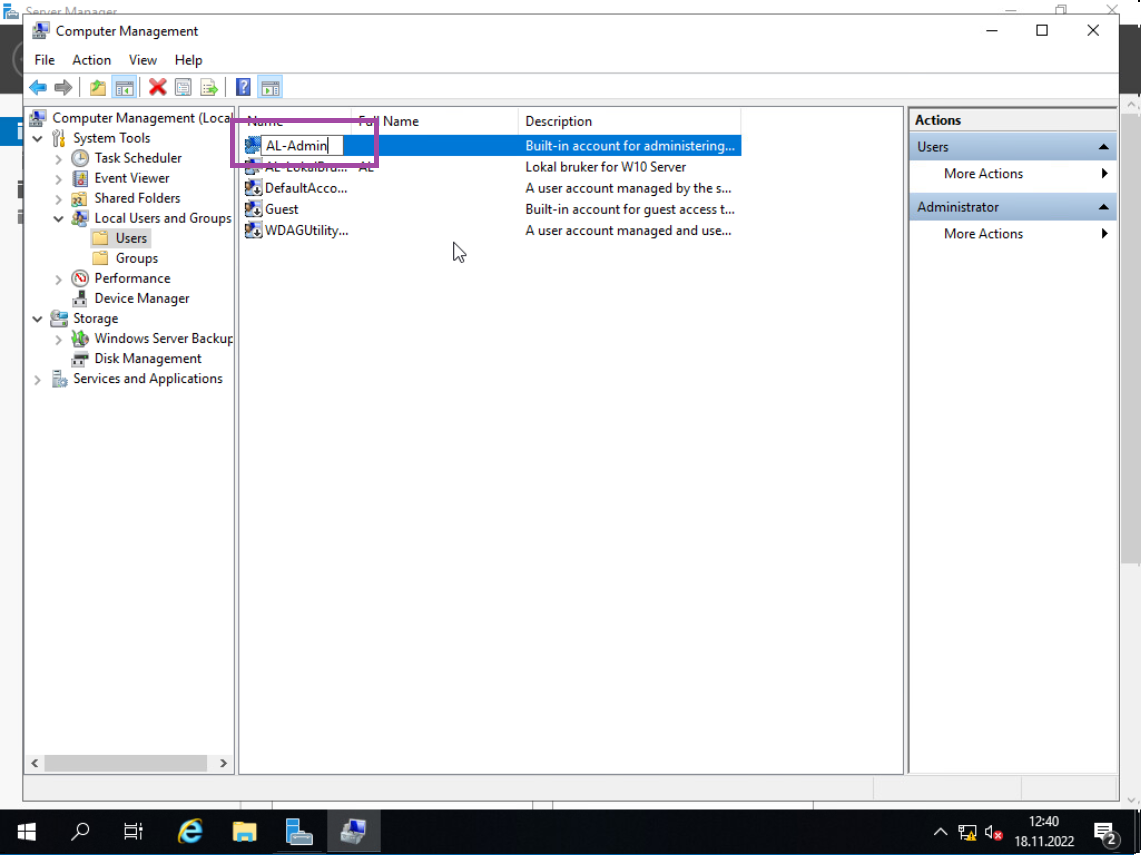 Server Manager
Computer Management
File Action View Help
Computer Management (Local
System Tools
Task Scheduler
Event Viewer
Shared Folders
Local Users and Groups
Users
Groups
Performance
Device Manager
Storage
Windows Server Backup
Disk Management
Services and Applications
Name Full Name Description
AL-Admin Built-in account for administering...
AL-LokalBru... AL Lokal bruker for W10 Server
DefaultAcco... A user account managed by the s...
Guest Built-in account for guest access t...
WDAGUtility... A user account managed and use...
Actions
Users
More Actions
Administrator
More Actions
12:40
18.11.2022
2